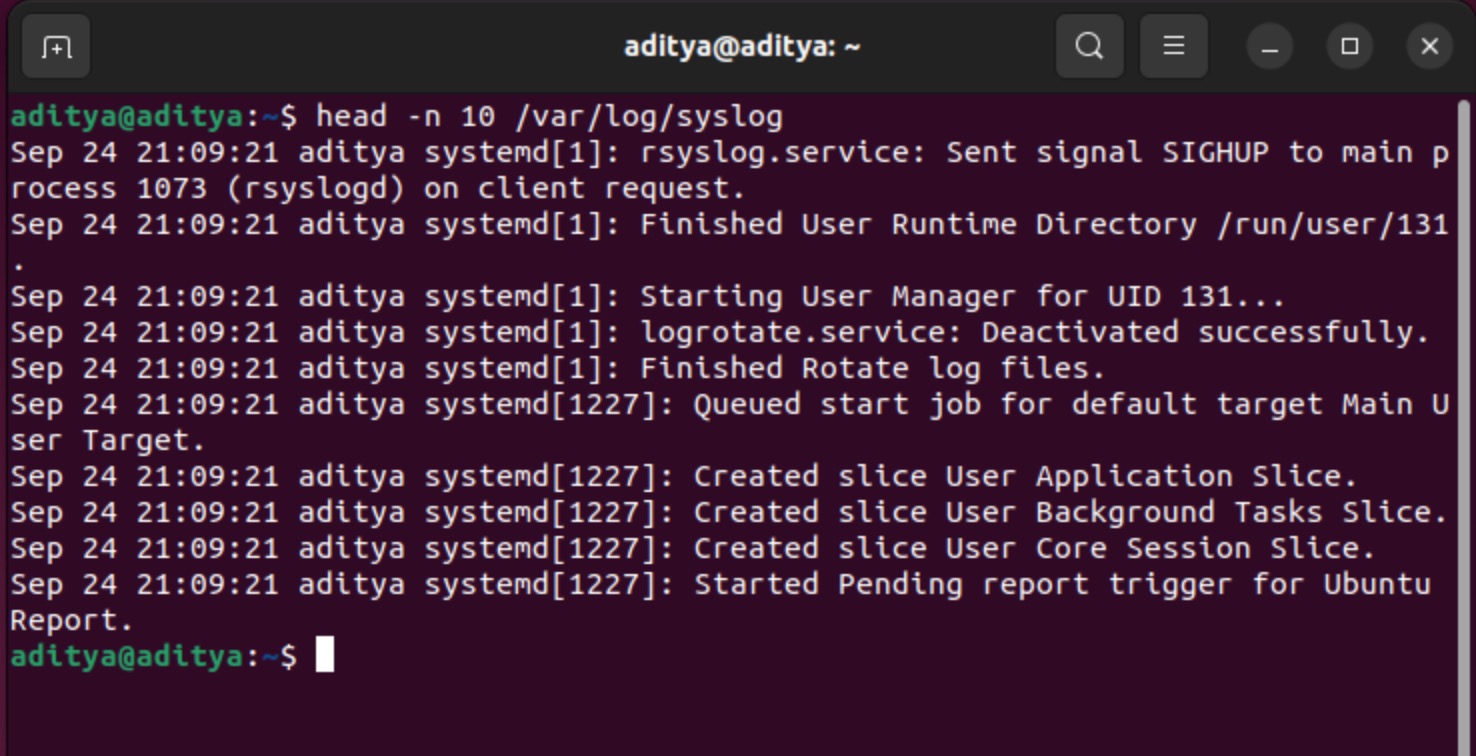 aditya@aditya: ~
aditya@aditya:~$ head -n 10 /var/log/syslog
Sep 24 21:09:21 aditya systemd[1]: rsyslog.service: Sent signal SIGHUP to main p
rocess 1073 (rsyslogd) on client request.
Sep 24 21:09:21 aditya systemd[1]: Finished User Runtime Directory /run/user/131
.
Sep 24 21:09:21 aditya systemd[1]: Starting User Manager for UID 131...
Sep 24 21:09:21 aditya systemd[1]: logrotate.service: Deactivated successfully.
Sep 24 21:09:21 aditya systemd[1]: Finished Rotate log files.
Sep 24 21:09:21 aditya systemd[1227]: Queued start job for default target Main U
ser Target.
Sep 24 21:09:21 aditya systemd[1227]: Created slice User Application Slice.
Sep 24 21:09:21 aditya systemd[1227]: Created slice User Background Tasks Slice.
Sep 24 21:09:21 aditya systemd[1227]: Created slice User Core Session Slice.
Sep 24 21:09:21 aditya systemd[1227]: Started Pending report trigger for Ubuntu
Report.
aditya@aditya:~$